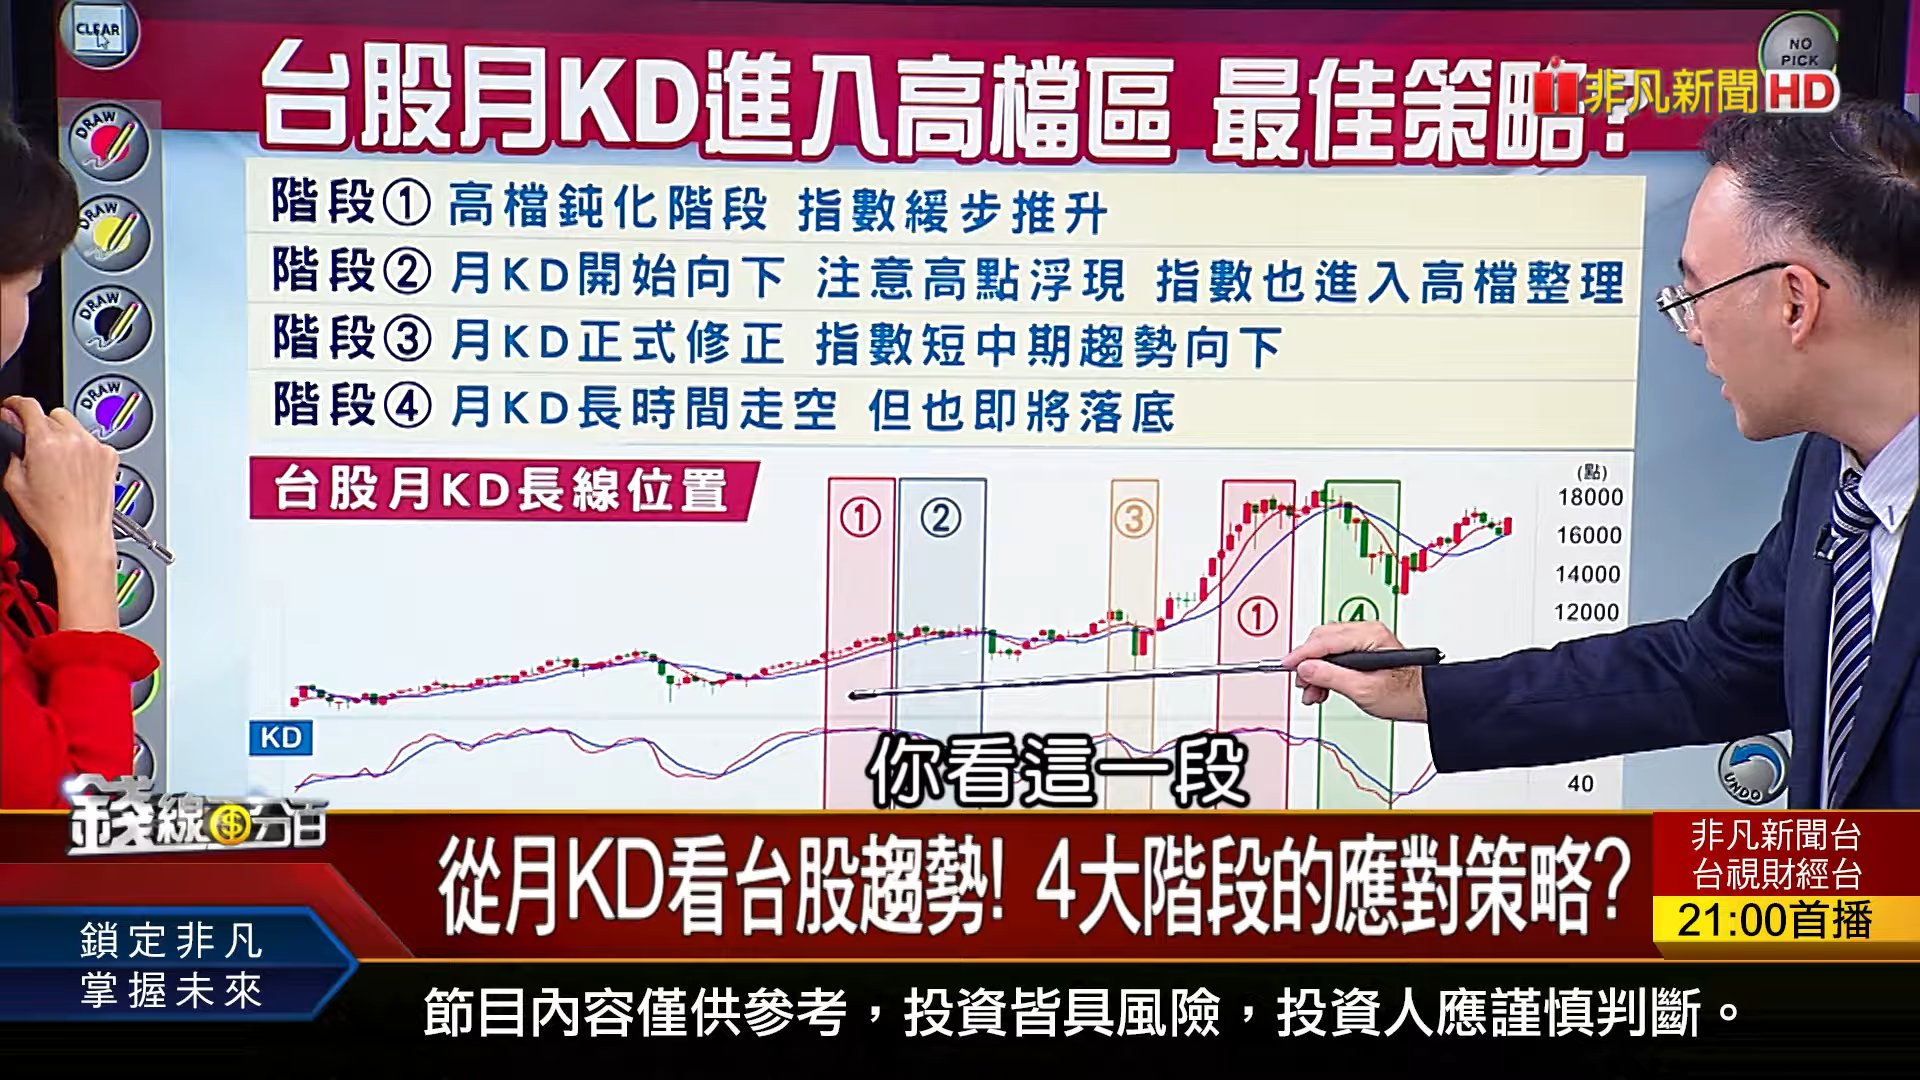 CLEAR
NO
PICK
台股月KD進入高檔區 最佳策略?
非凡新聞HD
DRAW
階段① 高檔鈍化階段 指數緩步推升
DRAW
階段② 月KD開始向下 注意高點浮現 指數也進入高檔整理
DRAW
階段③ 月KD正式修正 指數短中期趨勢向下
DRAW
階段④ 月KD長時間走空 但也即將落底
台股月KD長線位置
(點)
18000
16000
14000
12000
①
②
③
①
④
KD
40
UNDO
你看這一段
錢線百分百
從月KD看台股趨勢! 4大階段的應對策略?
非凡新聞台
台視財經台
21:00首播
鎖定非凡
掌握未來
節目內容僅供參考，投資皆具風險，投資人應謹慎判斷。